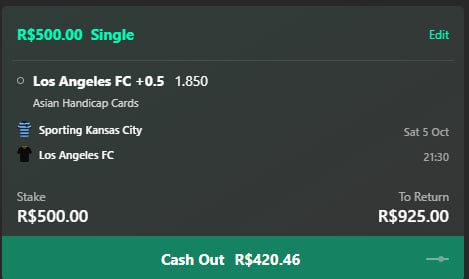 R$500.00 Single Edit
Los Angeles FC +0.5 1.850
Asian Handicap Cards
Sporting Kansas City Sat 5 Oct
Los Angeles FC 21:30
Stake To Return
R$500.00 R$925.00
Cash Out R$420.46